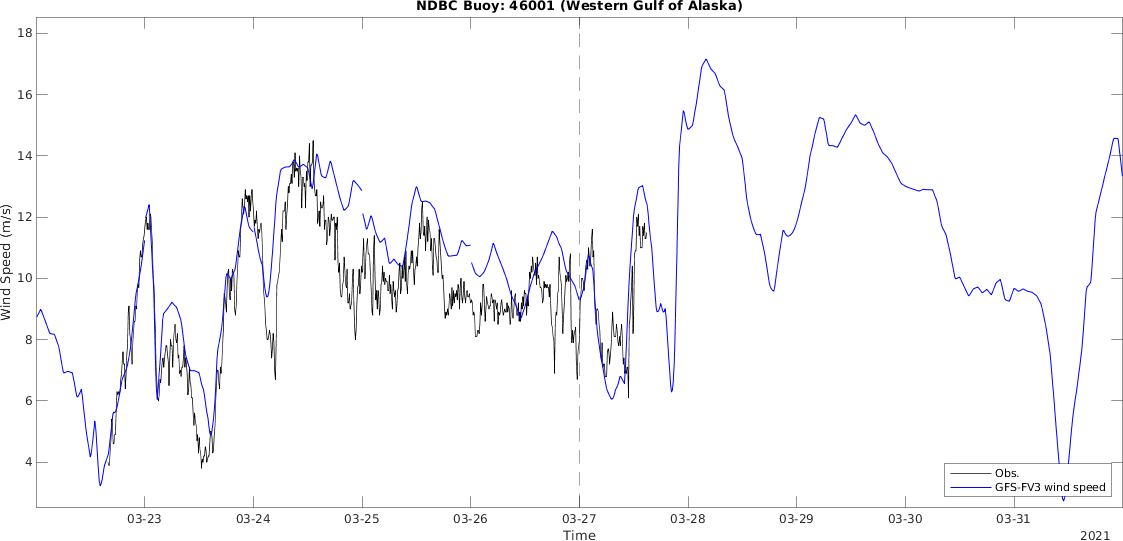 NDBC Buoy: 46001 (Western Gulf of Alaska)
18
16
14
12
10
8
6
4
Wind Speed (m/s)
Obs.
GFS-FV3 wind speed
03-23 03-24 03-25 03-26 03-27 03-28 03-29 03-30 03-31
Time
2021